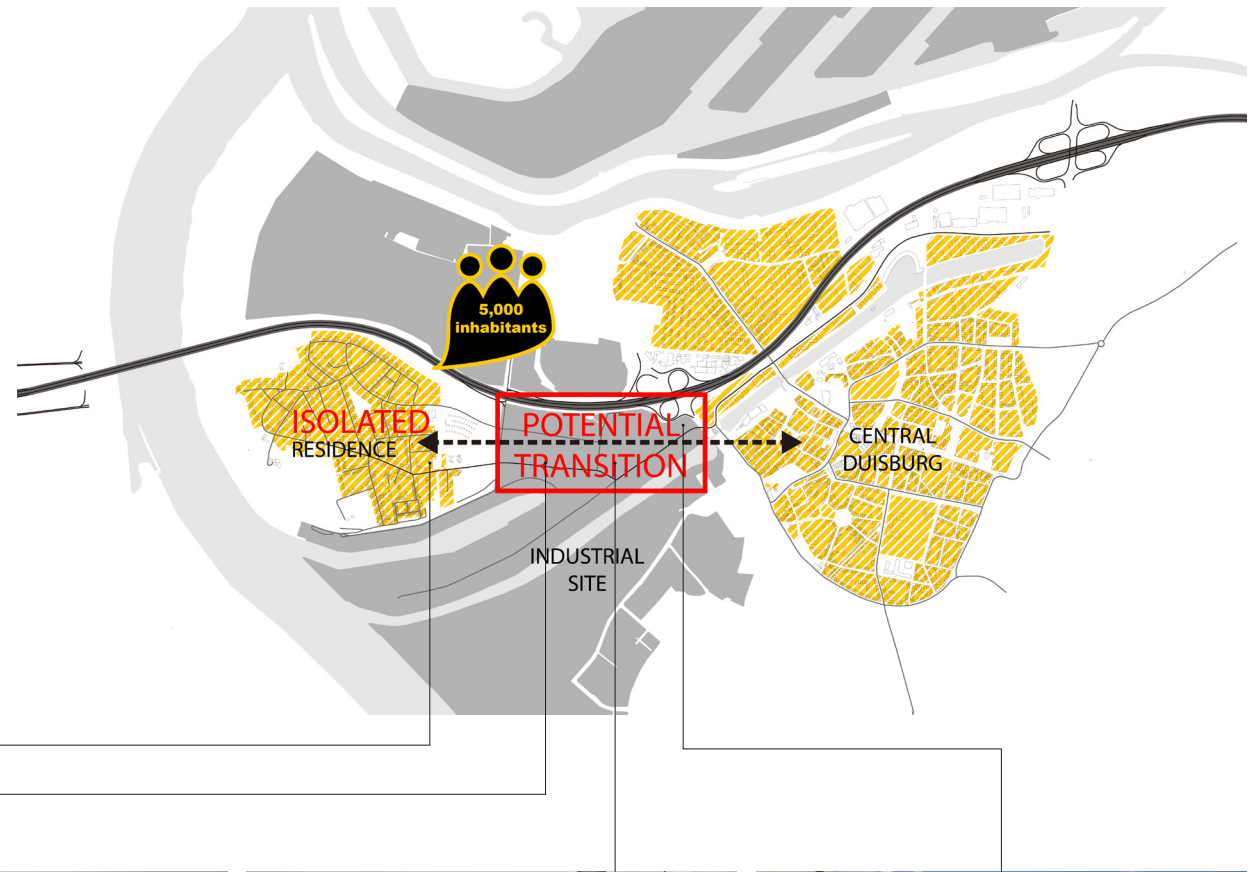 5,000
inhabitants
ISOLATED
RESIDENCE
POTENTIAL
TRANSITION
CENTRAL
DUISBURG
INDUSTRIAL
SITE